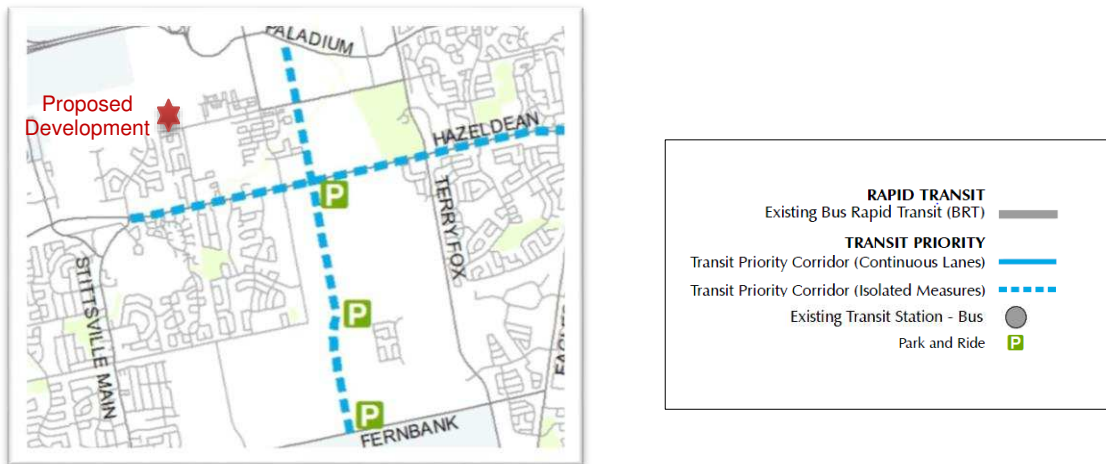 PALADIUM
Proposed
Development
HAZELDEAN
P
TERRY FOX
STITTSVILLE MAIN
P
P
FERNBANK
RAPID TRANSIT
Existing Bus Rapid Transit (BRT)
TRANSIT PRIORITY
Transit Priority Corridor (Continuous Lanes)
Transit Priority Corridor (Isolated Measures)
Existing Transit Station - Bus
Park and Ride P